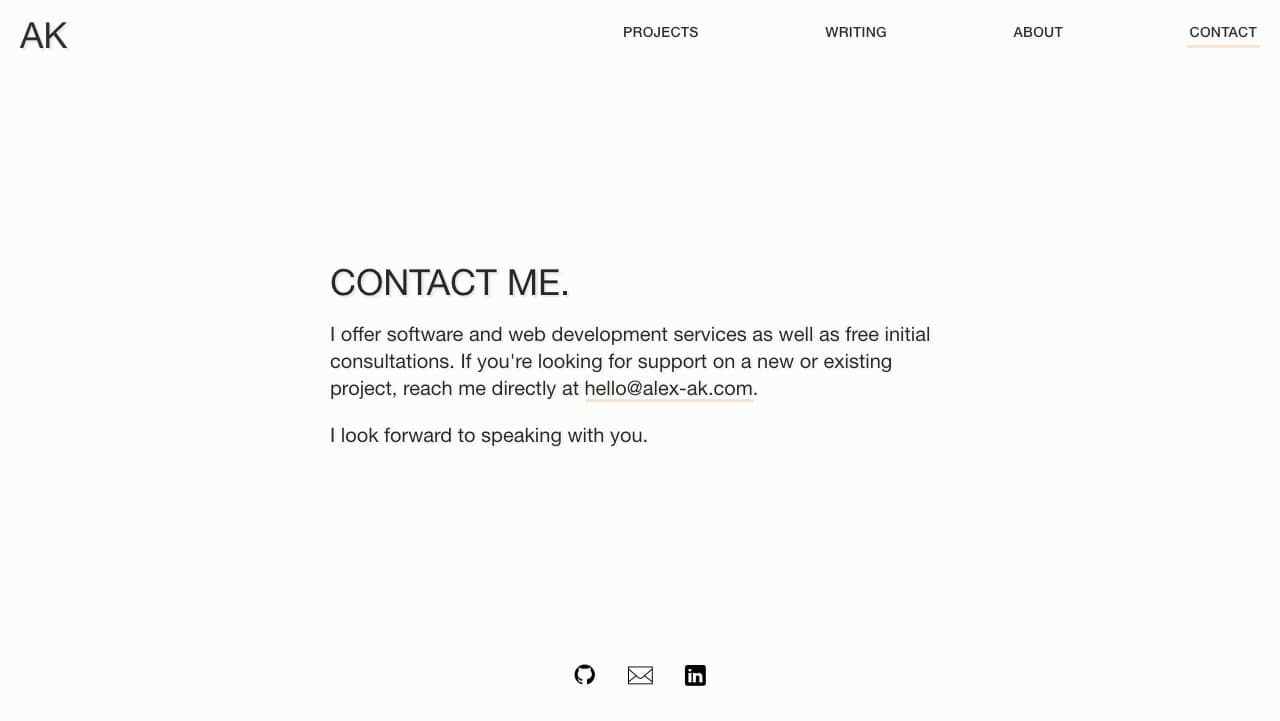 AK
PROJECTS
WRITING
ABOUT
CONTACT
CONTACT ME.
I offer software and web development services as well as free initial
consultations. If you're looking for support on a new or existing
project, reach me directly at hello@alex-ak.com.
I look forward to speaking with you.
in